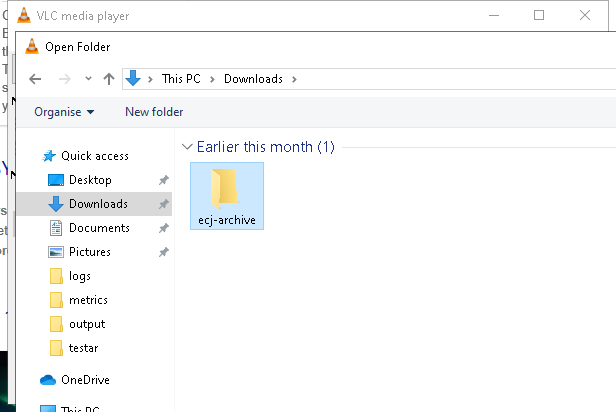 VLC media player
Open Folder
This PC
Downloads
Organise
New folder
Earlier this month (1)
ecj-archive
Quick access
Desktop
Downloads
Documents
Pictures
logs
metrics
output
testar
OneDrive
This PC